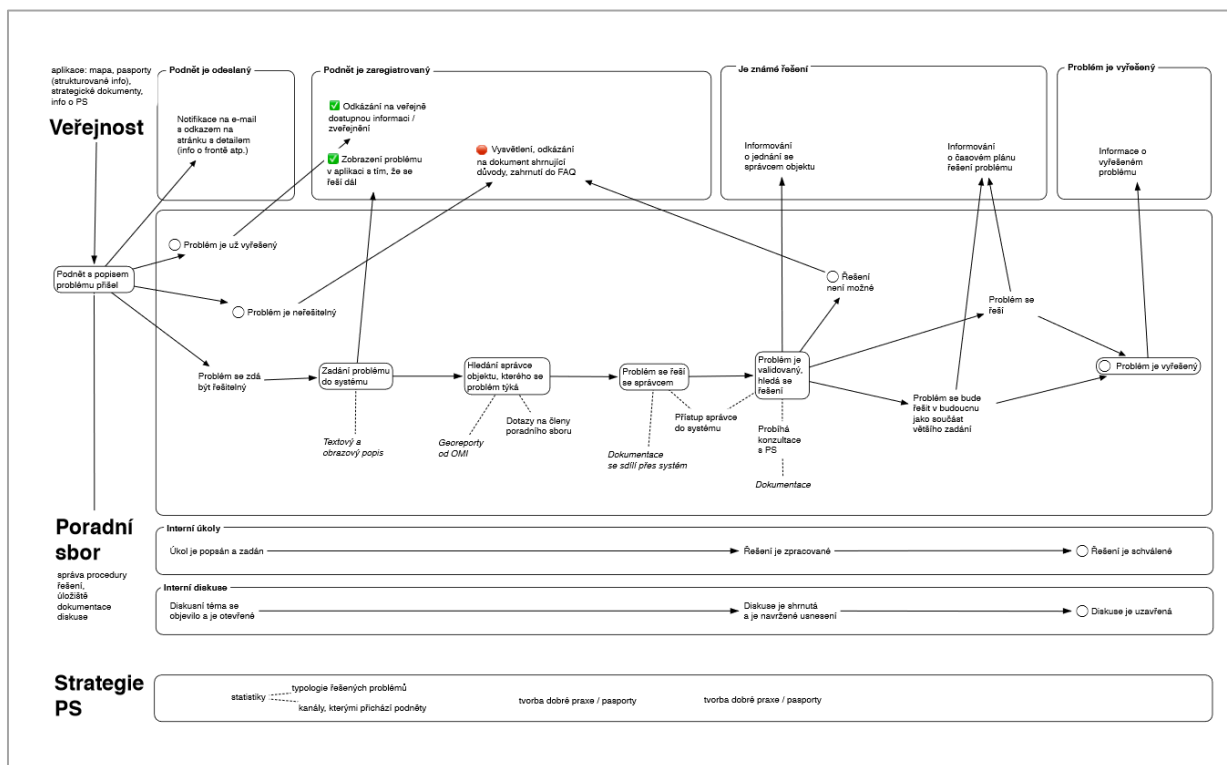 aplikace: mapa, pasporty
(strukturované info),
strategické dokumenty,
info o PS
Veřejnost
Podnět je odeslaný
Notifikace na e-mail
s odkazem na
stránku s detailem
(info o frontě atp.)
Podnět je zaregistrovaný
Odkázání na veřejně
dostupnou informaci /
zveřejnění
Zobrazení problému
v aplikaci s tím, že se
řeší dál
Vysvětlení, odkázání
na dokument shrnující
důvody, zahrnutí do FAQ
Je známé řešení
Informování
o jednání se
správcem objektu
Informování
o časovém plánu
řešení problému
Problém je vyřešený
Informace o
vyřešeném
problému
Podnět s popisem
problému přišel
Problém je už vyřešený
Problém je neřešitelný
Problém se zdá
být řešitelný
Zadání problému
do systému
Textový a
obrazový popis
Hledání správce
objektu, kterého se
problém týká
Georeporty
od OMI
Dotazy na členy
poradního sboru
Problém se řeší
se správcem
Dokumentace
se sdílí přes systém
Přístup správce
do systému
Problém je
validovaný,
hledá se
řešení
Probíhá
konzultace
s PS
Dokumentace
Řešení
není možné
Problém se
řeší
Problém se bude
řešit v budoucnu
jako součást
většího zadání
Problém je vyřešený
Poradní
sbor
správa procedury
řešení,
úložiště
dokumentace
diskuse
Interní úkoly
Úkol je popsán a zadán
Řešení je zpracované
Řešení je schválené
Interní diskuse
Diskusní téma se
objevilo a je otevřené
Diskuse je shrnutá
a je navržené usnesení
Diskuse je uzavřená
Strategie
PS
statistiky
typologie řešených problémů
kanály, kterými přichází podněty
tvorba dobré praxe / pasporty
tvorba dobré praxe / pasporty